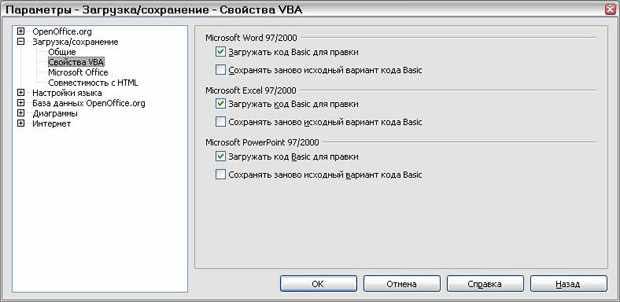 Параметры - Загрузка/сохранение - Свойства VBA
OpenOffice.org
Загрузка/сохранение
Общие
Свойства VBA
Microsoft Office
Совместимость с HTML
Настройки языка
База данных OpenOffice.org
Диаграммы
Интернет
Microsoft Word 97/2000
Загружать код Basic для правки
Сохранять заново исходный вариант кода Basic
Microsoft Excel 97/2000
Загружать код Basic для правки
Сохранять заново исходный вариант кода Basic
Microsoft PowerPoint 97/2000
Загружать код Basic для правки
Сохранять заново исходный вариант кода Basic
OK
Отмена
Справка
Назад